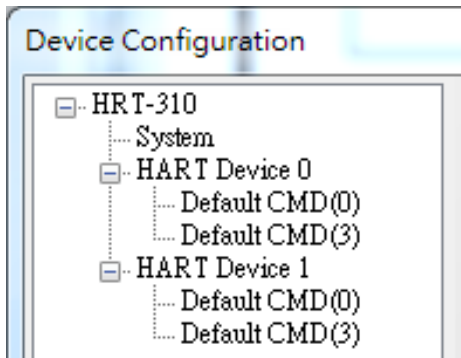 Device Configuration
HRT-310
System
HART Device 0
Default CMD(0)
Default CMD(3)
HART Device 1
Default CMD(0)
Default CMD(3)